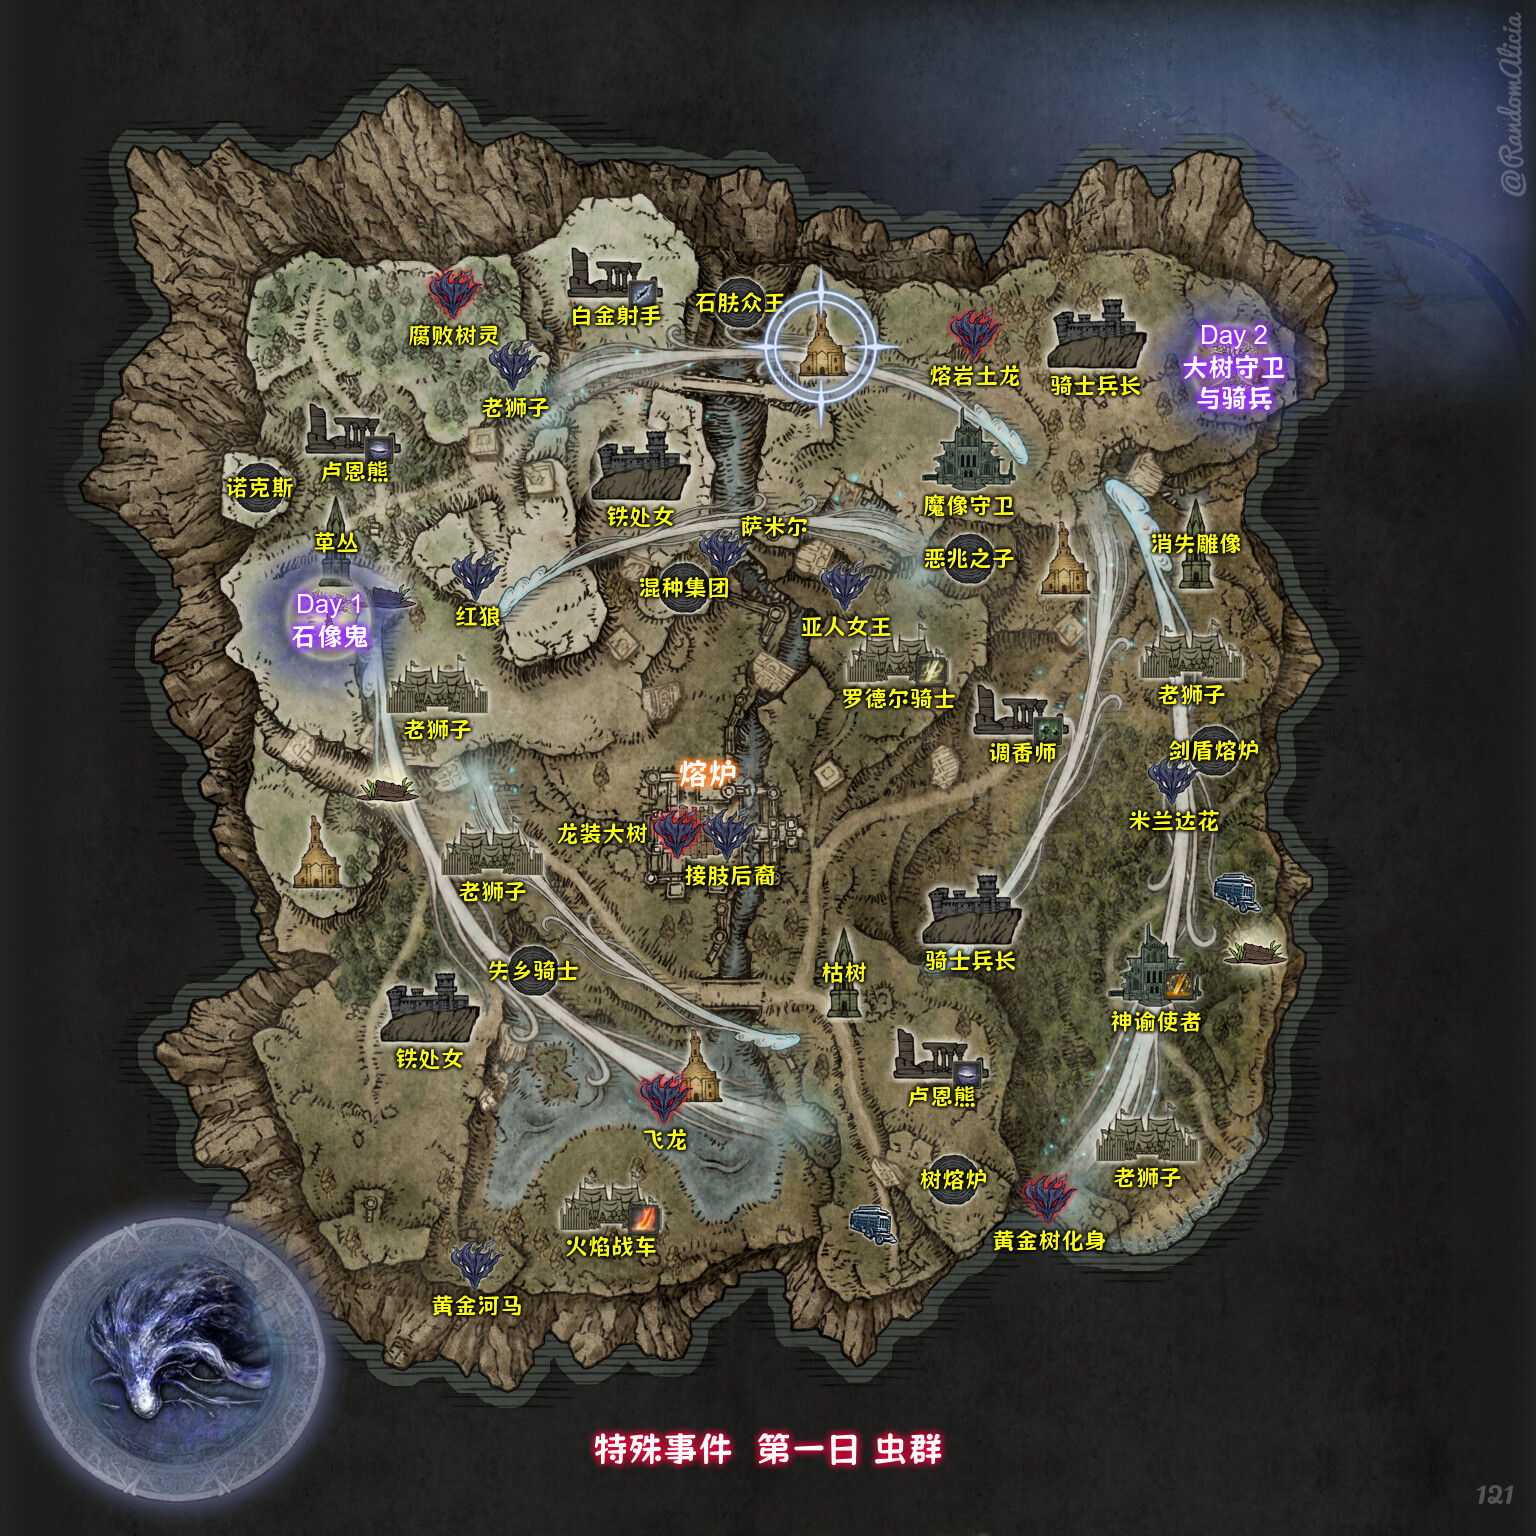 @RandomAlicia
腐败树灵
白金射手
石肤众王
老狮子
熔岩土龙
骑士兵长
Day 2
大树守卫
与骑兵
诺克斯
卢恩熊
铁处女
魔像守卫
草丛
萨米尔
恶兆之子
消失雕像
Day 1
石像鬼
红狼
混种集团
亚人女王
老狮子
罗德尔骑士
老狮子
调香师
剑盾熔炉
熔炉
米兰达花
龙装大树
接肢后裔
老狮子
失乡骑士
枯树
骑士兵长
神谕使者
铁处女
卢恩熊
飞龙
树熔炉
老狮子
火焰战车
黄金树化身
黄金河马
特殊事件 第一日 虫群
121